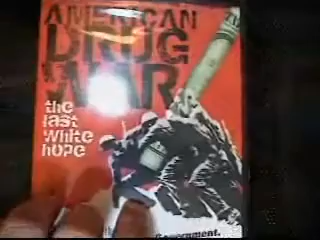 AMERICAN
DRUG
WAR
the
last
white
hope
Government.